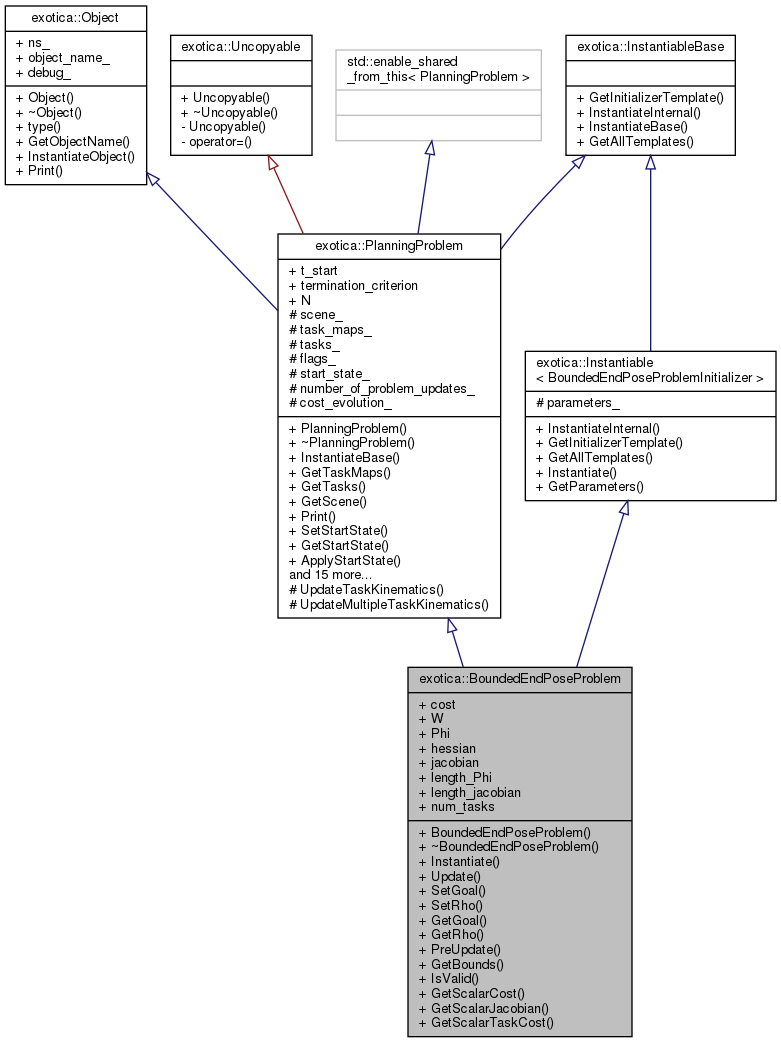 exotica::Object
+ ns_
+ object_name_
+ debug_
+ Object()
+ ~Object()
+ type()
+ GetObjectName()
+ InstantiateObject()
+ Print()
exotica::Uncopyable
+ Uncopyable()
+ ~Uncopyable()
- Uncopyable()
- operator=()
std::enable_shared
_from_this< PlanningProblem >
exotica::InstantiableBase
+ GetInitializerTemplate()
+ InstantiateInternal()
+ InstantiateBase()
+ GetAllTemplates()
exotica::PlanningProblem
+ t_start
+ termination_criterion
+ N
# scene_
# task_maps_
# tasks_
# flags_
# start_state_
# number_of_problem_updates_
# cost_evolution_
+ PlanningProblem()
+ ~PlanningProblem()
+ InstantiateBase()
+ GetTaskMaps()
+ GetTasks()
+ GetScene()
+ Print()
+ SetStartState()
+ GetStartState()
+ ApplyStartState()
and 15 more...
# UpdateTaskKinematics()
# UpdateMultipleTaskKinematics()
exotica::Instantiable
< BoundedEndPoseProblemInitializer >
# parameters_
+ InstantiateInternal()
+ GetInitializerTemplate()
+ GetAllTemplates()
+ Instantiate()
+ GetParameters()
exotica::BoundedEndPoseProblem
+ cost
+ W
+ Phi
+ hessian
+ jacobian
+ length_Phi
+ length_jacobian
+ num_tasks
+ BoundedEndPoseProblem()
+ ~BoundedEndPoseProblem()
+ Instantiate()
+ Update()
+ SetGoal()
+ SetRho()
+ GetGoal()
+ GetRho()
+ PreUpdate()
+ GetBounds()
+ IsValid()
+ GetScalarCost()
+ GetScalarJacobian()
+ GetScalarTaskCost()